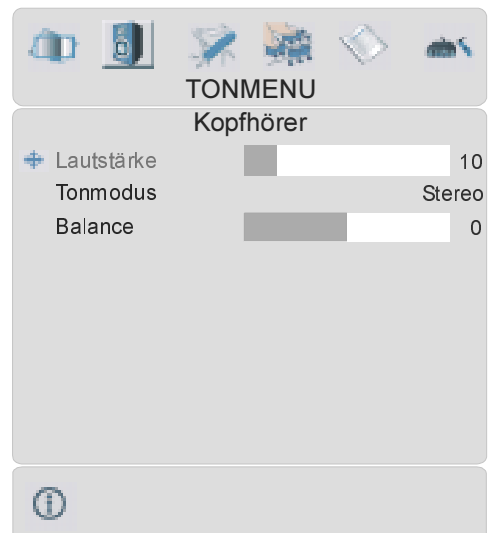 TONMENU
Kopfhörer
Lautstärke 10
Tonmodus Stereo
Balance 0